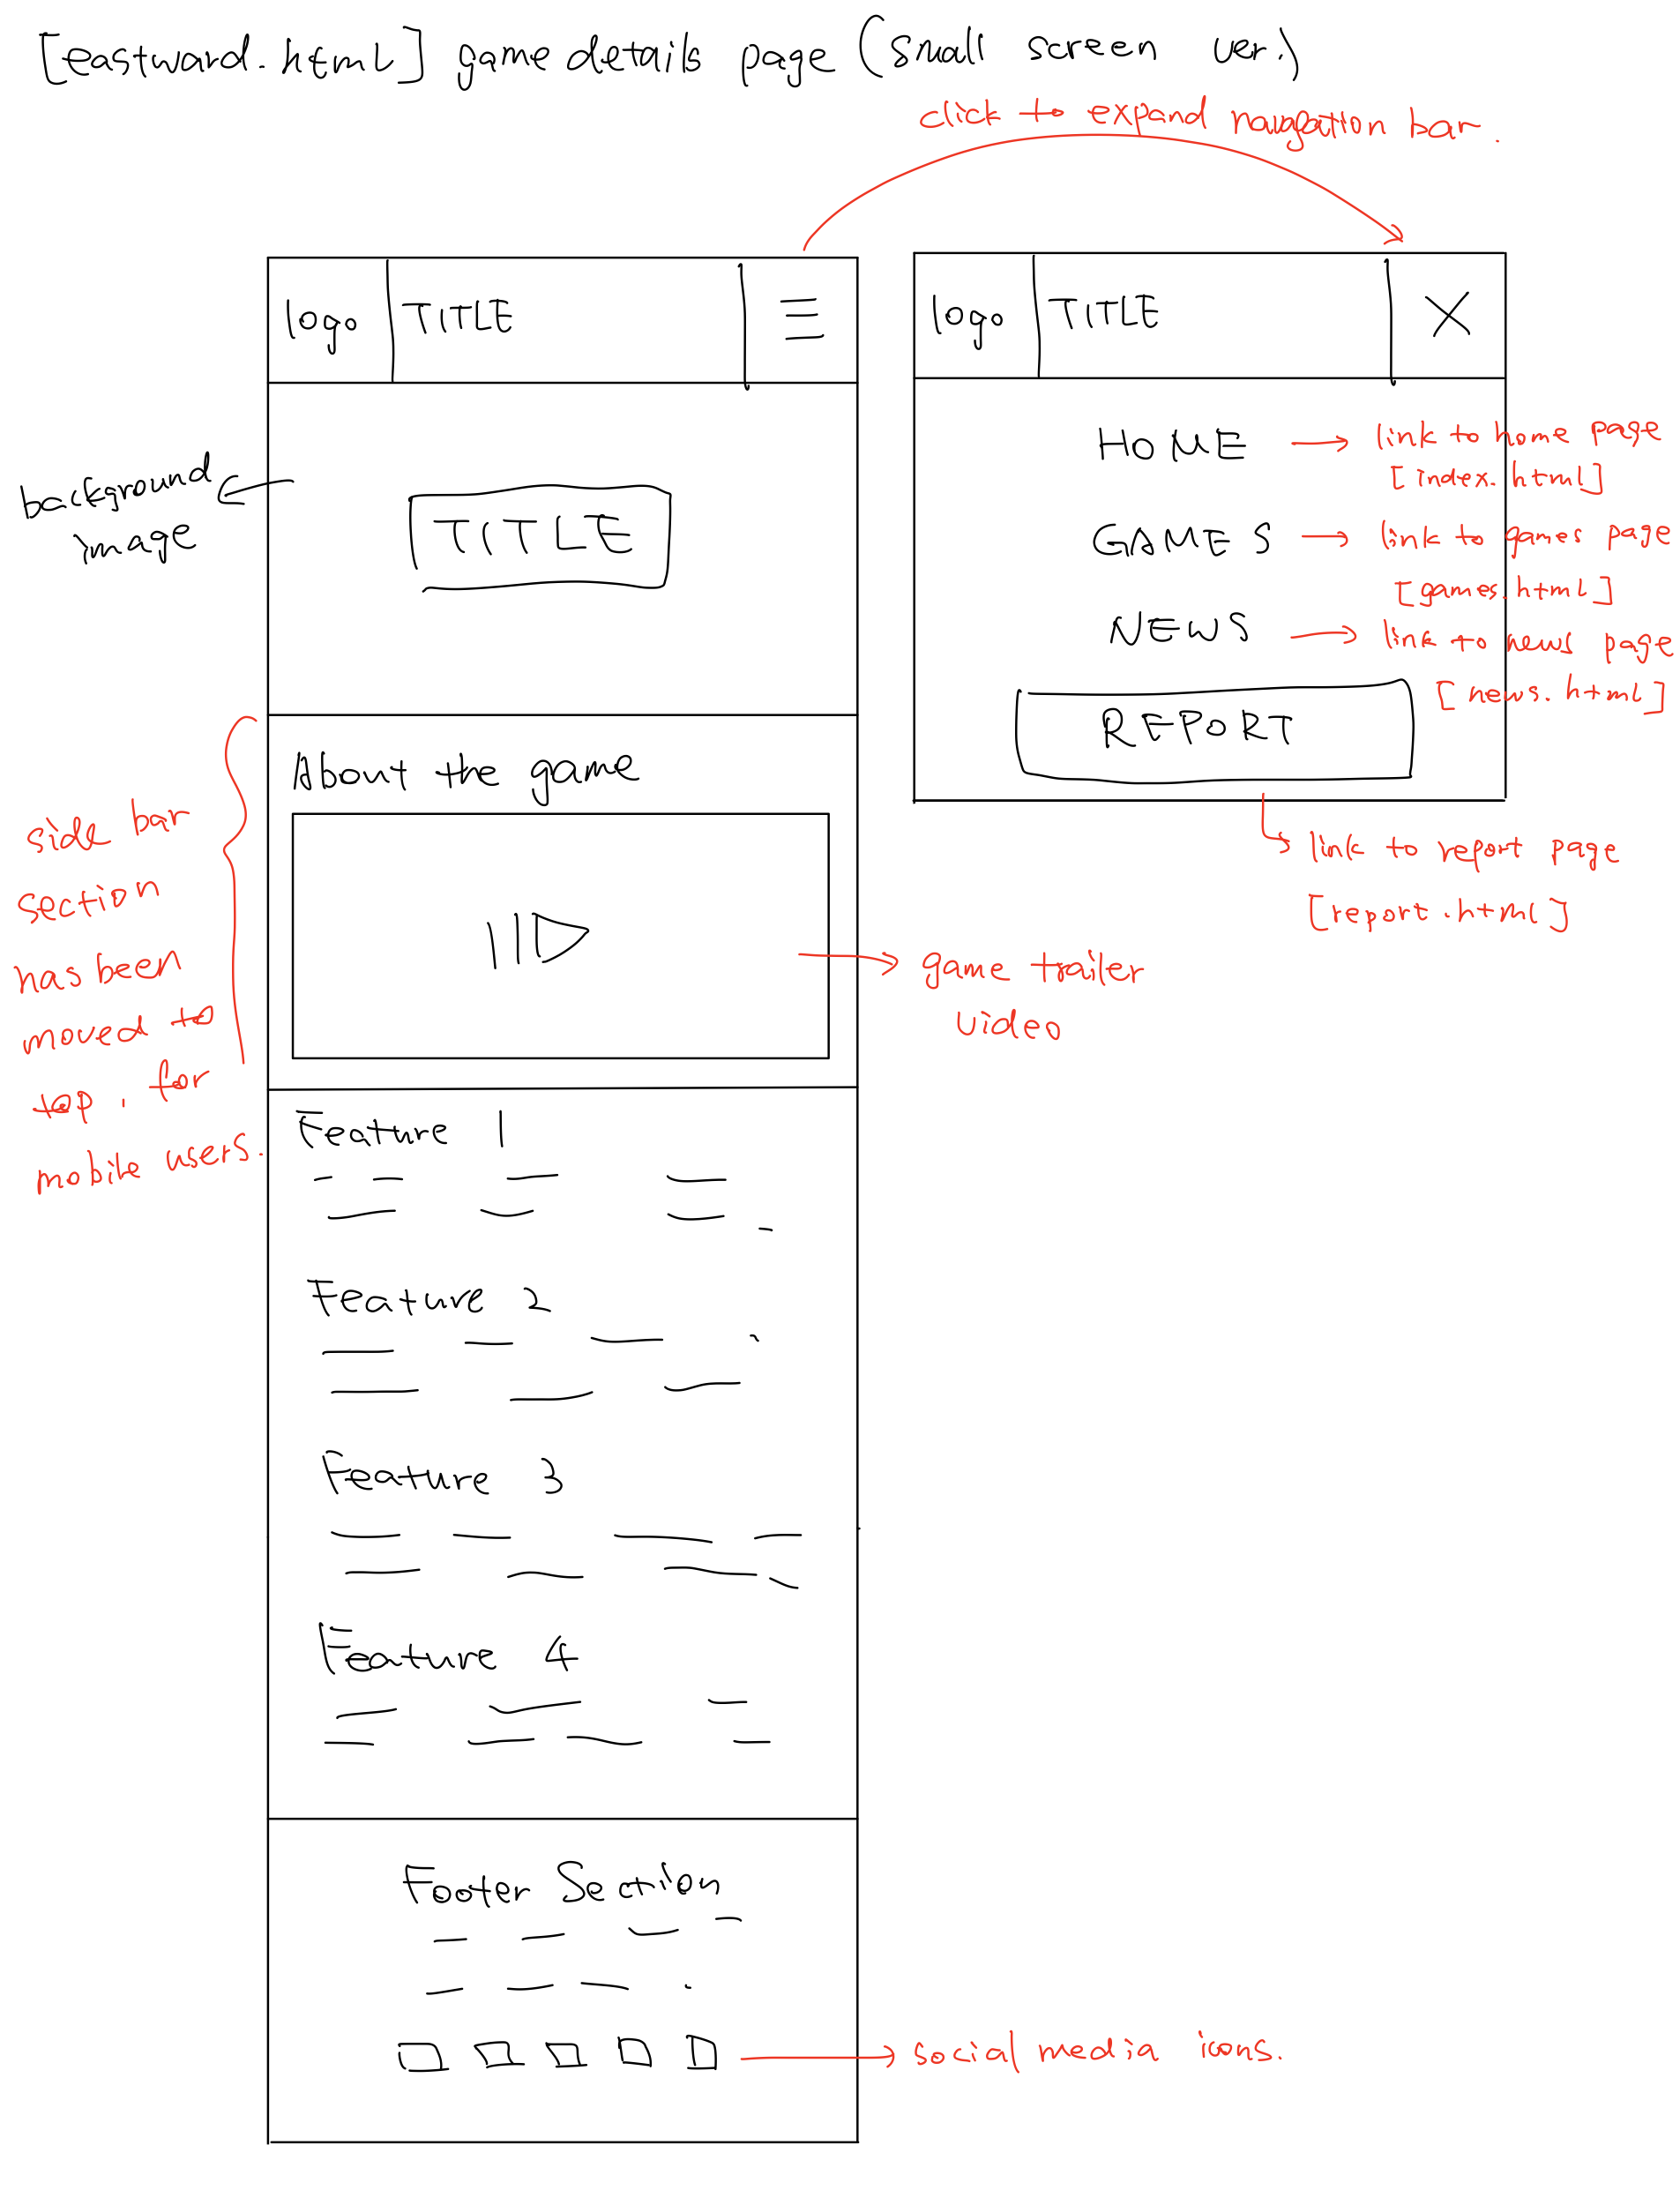 [eastward.html] game details page (small screen ver.)
click to expand navigation bar.
logo TITLE
background
image
TITLE
side bar
section
has been
moved to
top, for
mobile users.
About the game
game trailer
video
Feature 1
Feature 2
Feature 3
Feature 4
Footer Section
social media icons.
logo TITLE X
HOME
link to home page
[index.html]
GAMES
link to games page
[games.html]
NEWS
link to news page
[news.html]
REPORT
link to report page
[report.html]